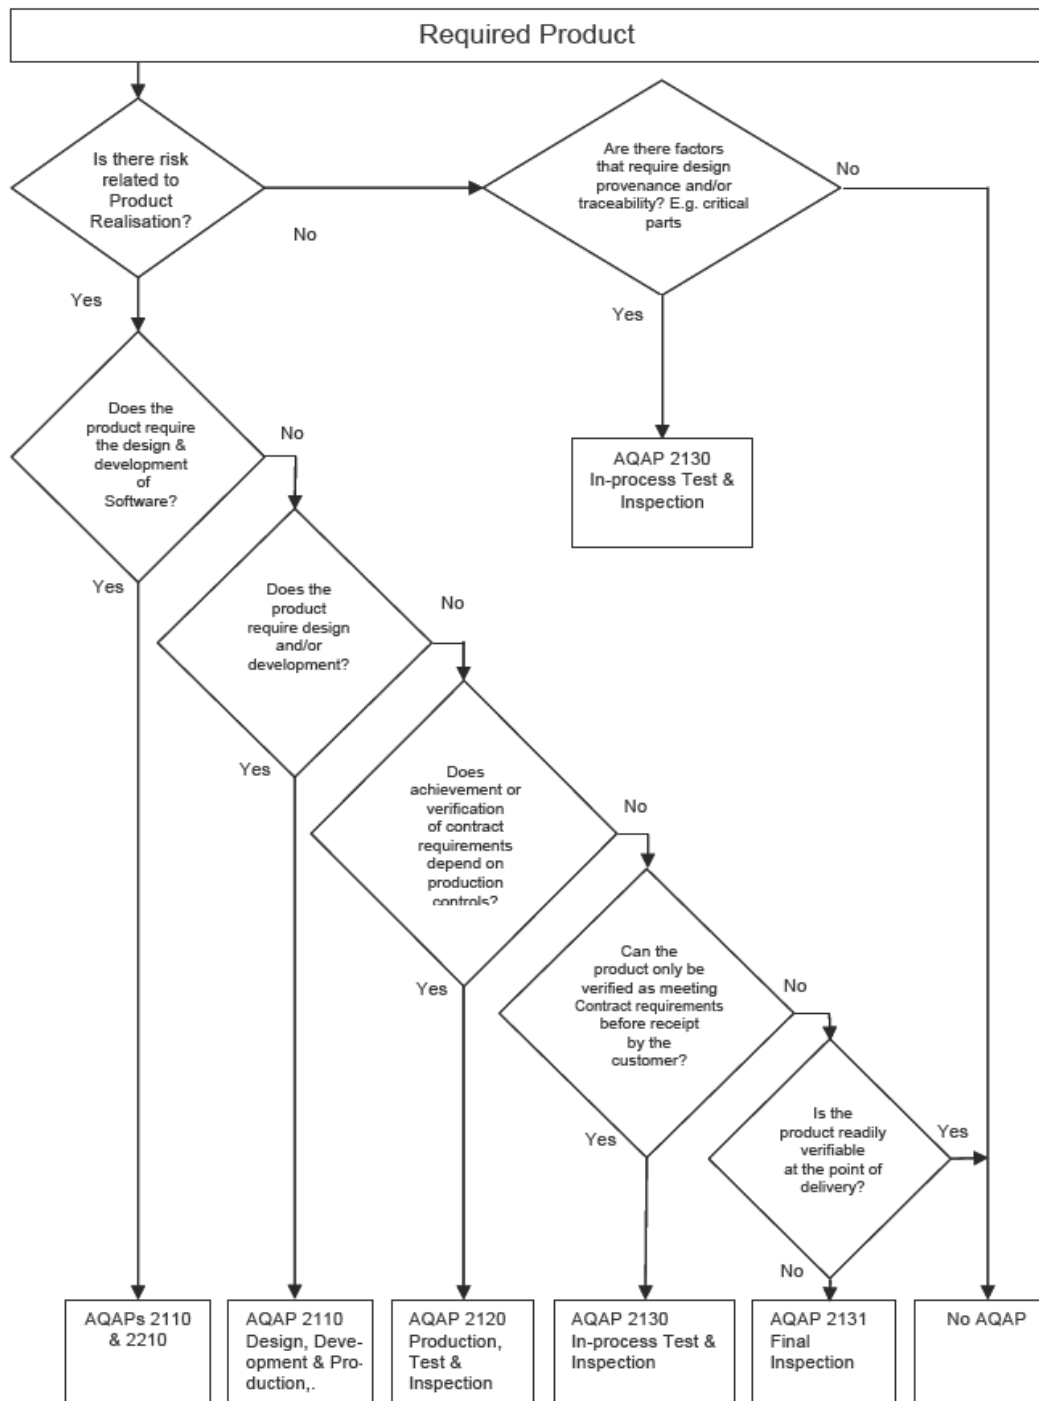 Required Product
Is there risk
related to
Product
Realisation?
No
Are there factors
that require design
provenance and/or
traceability? E.g. critical
parts
No
Yes
Yes
AQAP 2130
In-process Test &
Inspection
Does the
product require
the design &
development
of
Software?
No
Yes
Does the
product
require design
and/or
development?
No
Yes
Does
achievement or
verification
of contract
requirements
depend on
production
controls?
No
Yes
Can the
product only be
verified as meeting
Contract requirements
before receipt
by the
customer?
No
Yes
Is the
product readily
verifiable
at the point of
delivery?
Yes
No
AQAPs 2110
& 2210
AQAP 2110
Design, Deve-
opment & Pro-
duction,.
AQAP 2120
Production,
Test &
Inspection
AQAP 2130
In-process Test &
Inspection
AQAP 2131
Final
Inspection
No AQAP